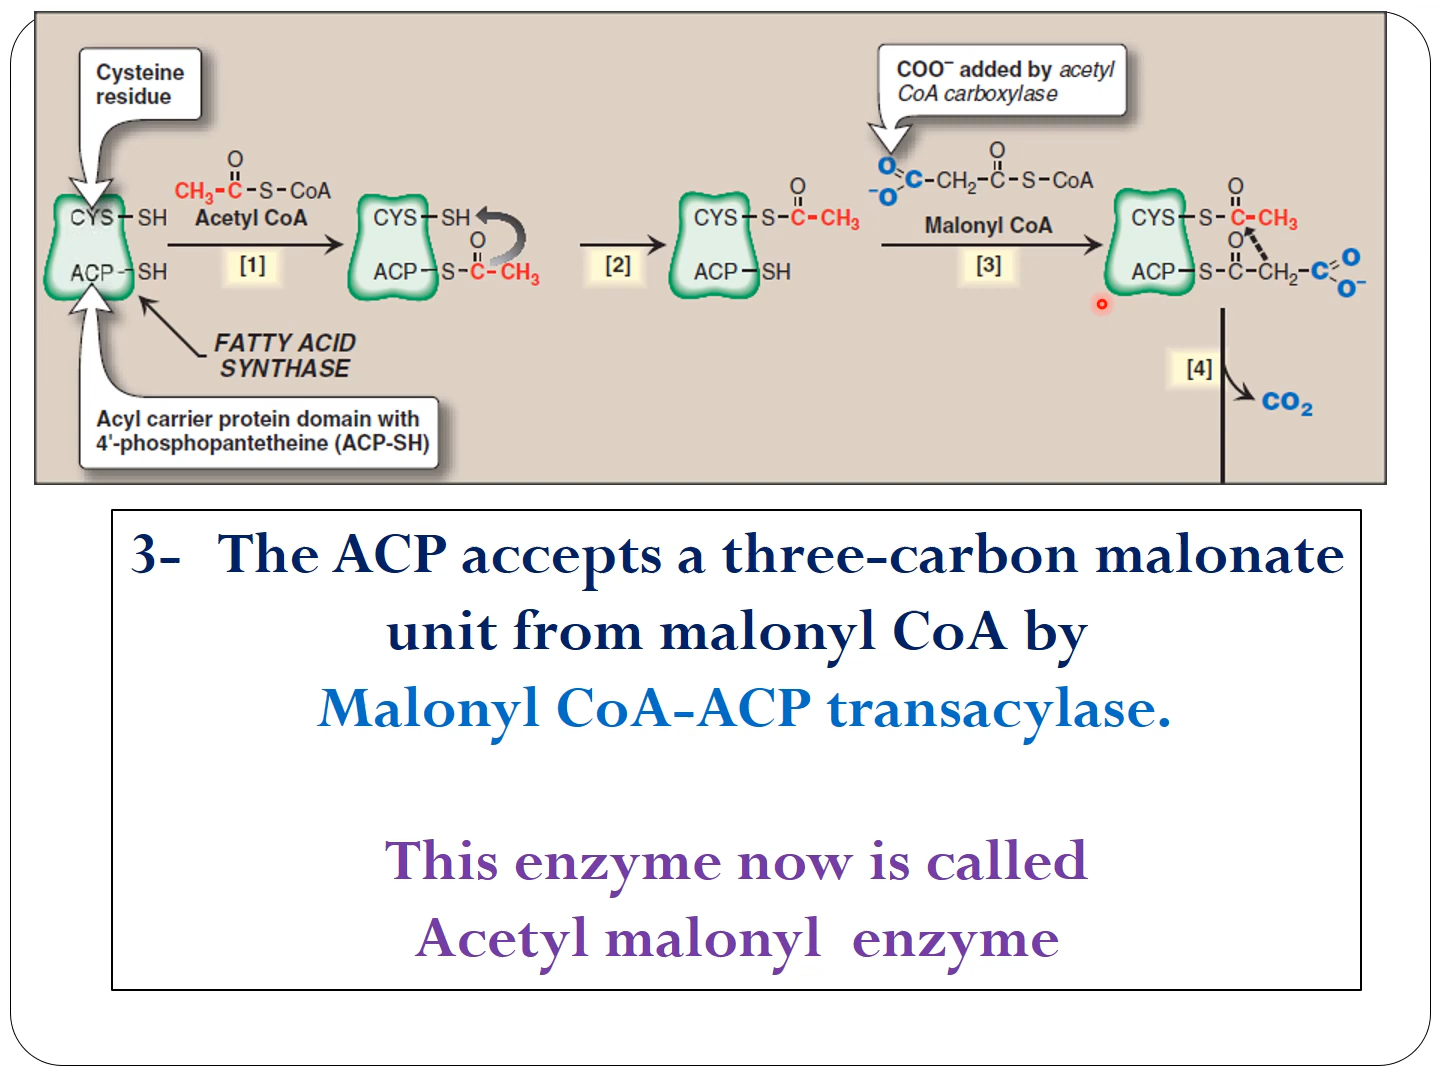 Cysteine
residue
COO⁻ added by acetyl
CoA carboxylase
O
CH₃-C-S-CoA
Acetyl CoA
[1]
CYS-SH
ACP-SH
FATTY ACID
SYNTHASE
Acyl carrier protein domain with
4'-phosphopantetheine (ACP-SH)
CYS-SH
O
ACP-S-C-CH₃
[2]
O
CYS-S-C-CH₃
ACP-SH
O
O
C-CH₂-C-S-CoA
⁻O
Malonyl CoA
[3]
O
CYS-S-C-CH₃
O
O
ACP-S-C-CH₂-C
O⁻
[4]
CO₂
3- The ACP accepts a three-carbon malonate
unit from malonyl CoA by
Malonyl CoA-ACP transacylase.
This enzyme now is called
Acetyl malonyl enzyme